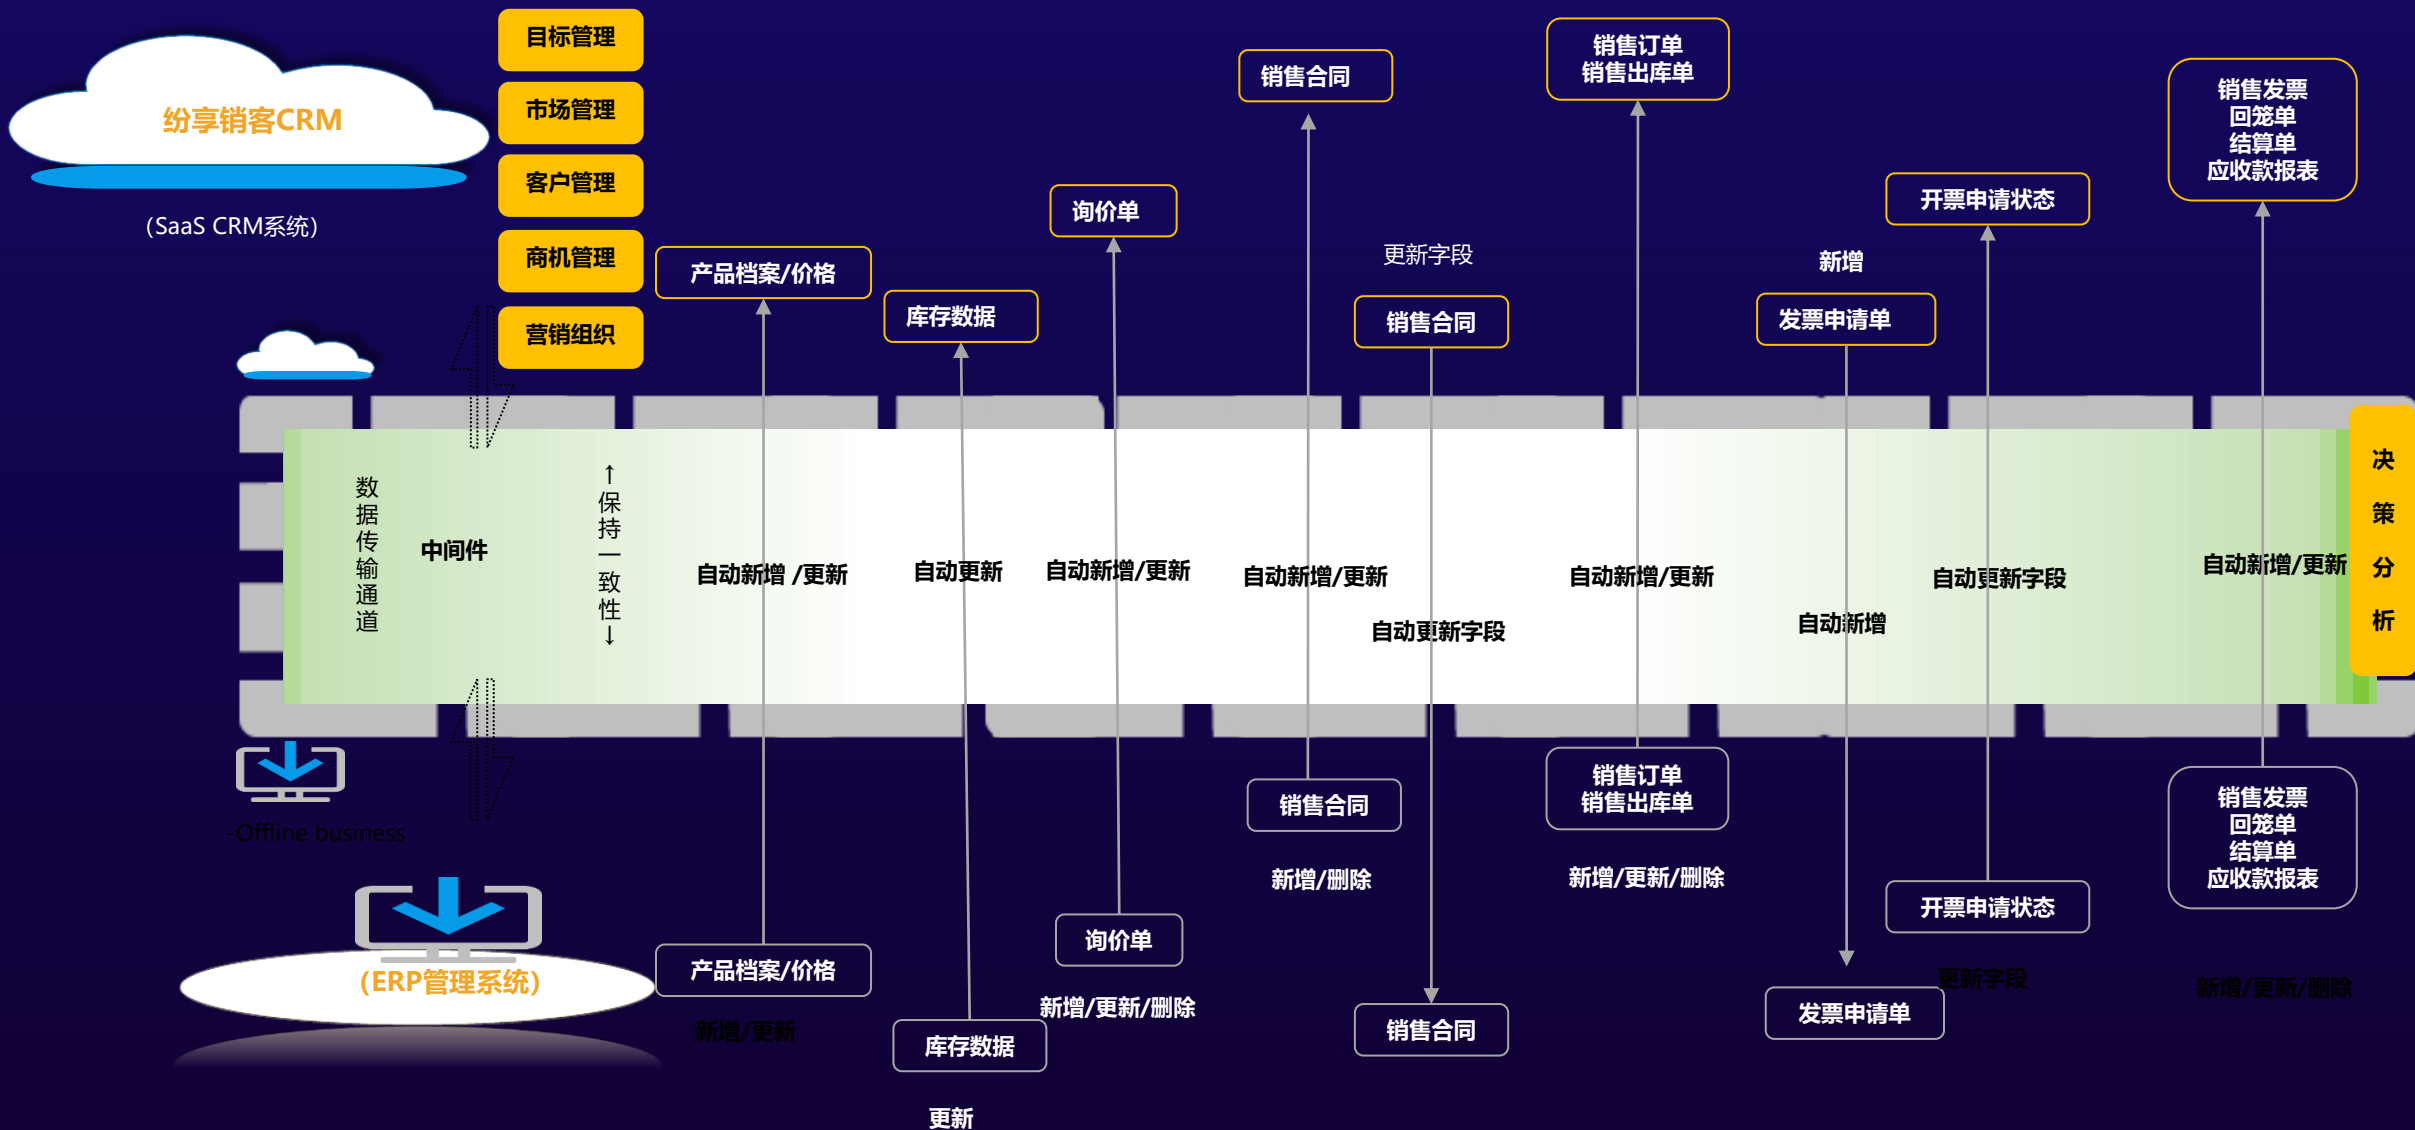 纷享销客CRM
(SaaS CRM系统)
目标管理
市场管理
客户管理
商机管理
营销组织
产品档案/价格
库存数据
询价单
销售合同
更新字段
销售合同
销售订单
销售出库单
新增
发票申请单
开票申请状态
销售发票
回笼单
结算单
应收款报表
数据传输通道
中间件
↑保持一致性↓
自动新增 /更新
自动更新
自动新增/更新
自动新增/更新
自动更新字段
自动新增/更新
自动新增
自动更新字段
自动新增/更新
决策分析
-Offline business
(ERP管理系统)
产品档案/价格
新增/更新
库存数据
更新
询价单
新增/更新/删除
销售合同
新增/删除
销售合同
销售订单
销售出库单
新增/更新/删除
发票申请单
开票申请状态
更新字段
销售发票
回笼单
结算单
应收款报表
新增/更新/删除